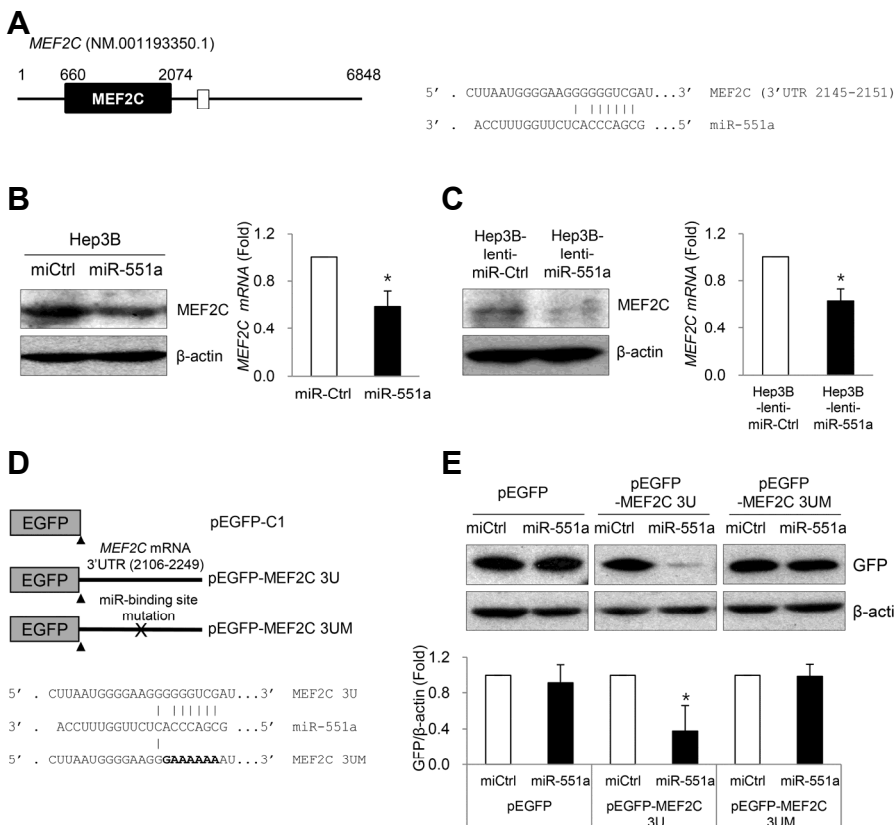 A
MEF2C (NM.001193350.1)
1 660 2074 6848
MEF2C
5' . CUUAAUGGGGAAGGGGGGUCGAU...3' MEF2C (3'UTR 2145-2151)
| ||||||
3' . ACCUUUGGUUCUCACCCAGCG ...5' miR-551a
B
Hep3B
miCtrl miR-551a
MEF2C
β-actin
MEF2C mRNA (Fold)
1.2
0.8
0.4
0.0
*
miR-Ctrl miR-551a
C
Hep3B-
lenti-
miR-Ctrl
Hep3B-
lenti-
miR-551a
MEF2C
β-actin
MEF2C mRNA (Fold)
1.2
0.8
0.4
0.0
*
Hep3B
-lenti-
miR-Ctrl
Hep3B
-lenti-
miR-551a
D
EGFP pEGFP-C1
MEF2C mRNA
3'UTR (2106-2249)
EGFP pEGFP-MEF2C 3U
miR-binding site
mutation
EGFP X pEGFP-MEF2C 3UM
5' . CUUAAUGGGGAAGGGGGGUCGAU...3' MEF2C 3U
| ||||||
3' . ACCUUUGGUUCUCACCCAGCG ...5' miR-551a
|
5' . CUUAAUGGGGAAGGGAAAAAAAU...3' MEF2C 3UM
E
pEGFP
pEGFP
-MEF2C 3U
pEGFP
-MEF2C 3UM
miCtrl miR-551a miCtrl miR-551a miCtrl miR-551a
GFP
β-acti
GFP/β-actin (Fold)
1.2
0.8
0.4
0.0
*
miCtrl miR-551a miCtrl miR-551a miCtrl miR-551a
pEGFP pEGFP-MEF2C pEGFP-MEF2C
3U 3UM